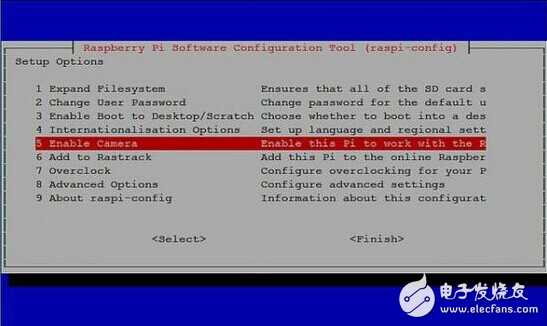 Raspberry Pi Software Configuration Tool (raspi-config)
Setup Options
1 Expand Filesystem Ensures that all of the SD card s
2 Change User Password Change password for the default u
3 Enable Boot to Desktop/Scratch Choose whether to boot into a des
4 Internationalisation Options Set up language and regional sett
5 Enable Camera Enable this Pi to work with the R
6 Add to Rastrack Add this Pi to the online Raspber
7 Overclock Configure overclocking for your P
8 Advanced Options Configure advanced settings
9 About raspi-config Information about this configurat
<Select> <Finish>
电子发烧友
www.elecfans.com